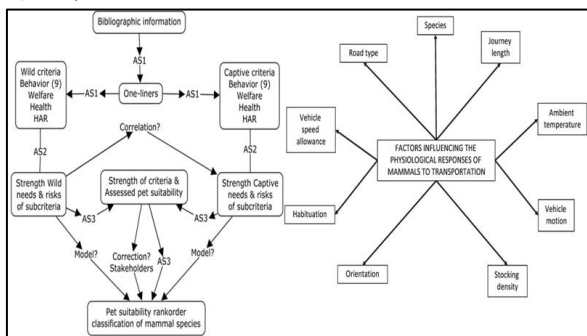 Bibliographic information
Wild criteria
Behavior (9)
Welfare
Health
HAR
AS1
AS1
One-liners
AS1
Captive criteria
Behavior (9)
Welfare
Health
HAR
AS2
Correlation?
AS2
Strength Wild
needs & risks
of subcriteria
Strength of criteria &
Assessed pet suitability
Strength Captive
needs & risks
of subcriteria
AS3
AS3
Model?
Correction?
Stakeholders
AS3
Model?
Pet suitability rankorder
classification of mammal species
Species
Road type
Journey
length
Vehicle
speed
allowance
Ambient
temperature
FACTORS INFLUENCING THE
PHYSIOLOGICAL RESPONSES OF
MAMMALS TO TRANSPORTATION
Habituation
Vehicle
motion
Orientation
Stocking
density